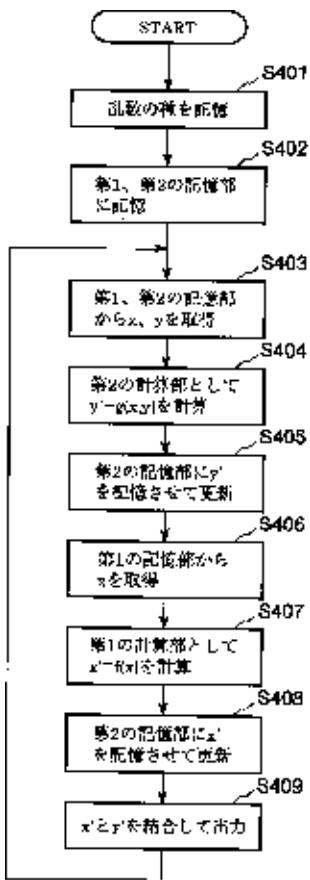 START
S401
乱数の種を記憶
S402
第1、第2の記憶部
に記憶
S403
第1、第2の記憶部
からx、yを取得
S404
第2の計算部として
y'=g(x,y)を計算
S405
第2の記憶部にy'
を記憶させて更新
S406
第1の記憶部から
xを取得
S407
第1の計算部として
x'=f(x)を計算
S408
第2の記憶部にx'
を記憶させて更新
S409
x'とy'を結合して出力